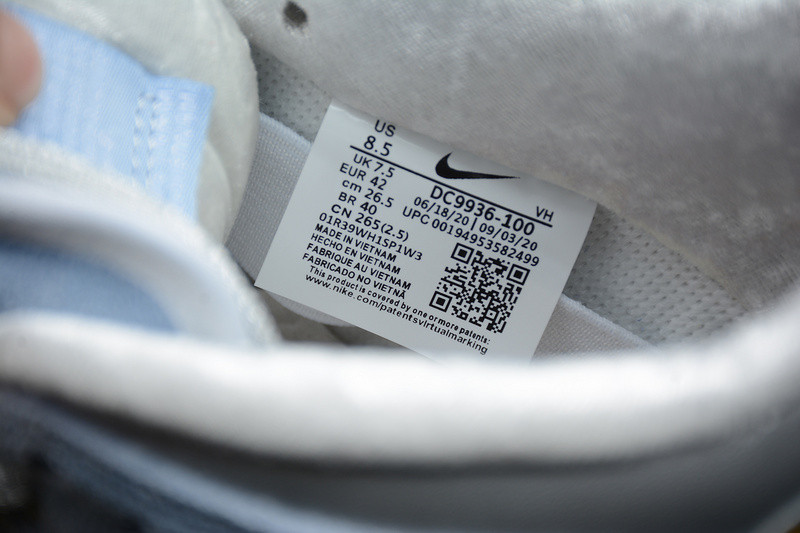 US
8.5
UK 7.5
EUR 42
cm 26.5
BR 40
CN 265(2.5)
01R39WH1SP1W3
MADE IN VIETNAM
HECHO EN VIETNAM
FABRIQUE AU VIETNAM
FABRICADO NO VIETNÃ
This product is covered by one or more patents:
www.nike.com/patentsvirtualmarking
DC9936-100 VH
06/18/20 | 09/03/20
UPC 00194953582499